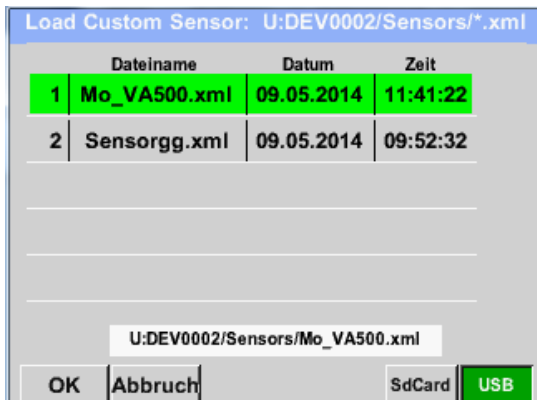 Load Custom Sensor: U:DEV0002/Sensors/*.xml
Dateiname Datum Zeit
1 Mo_VA500.xml 09.05.2014 11:41:22
2 Sensorgg.xml 09.05.2014 09:52:32
U:DEV0002/Sensors/Mo_VA500.xml
OK Abbruch SdCard USB